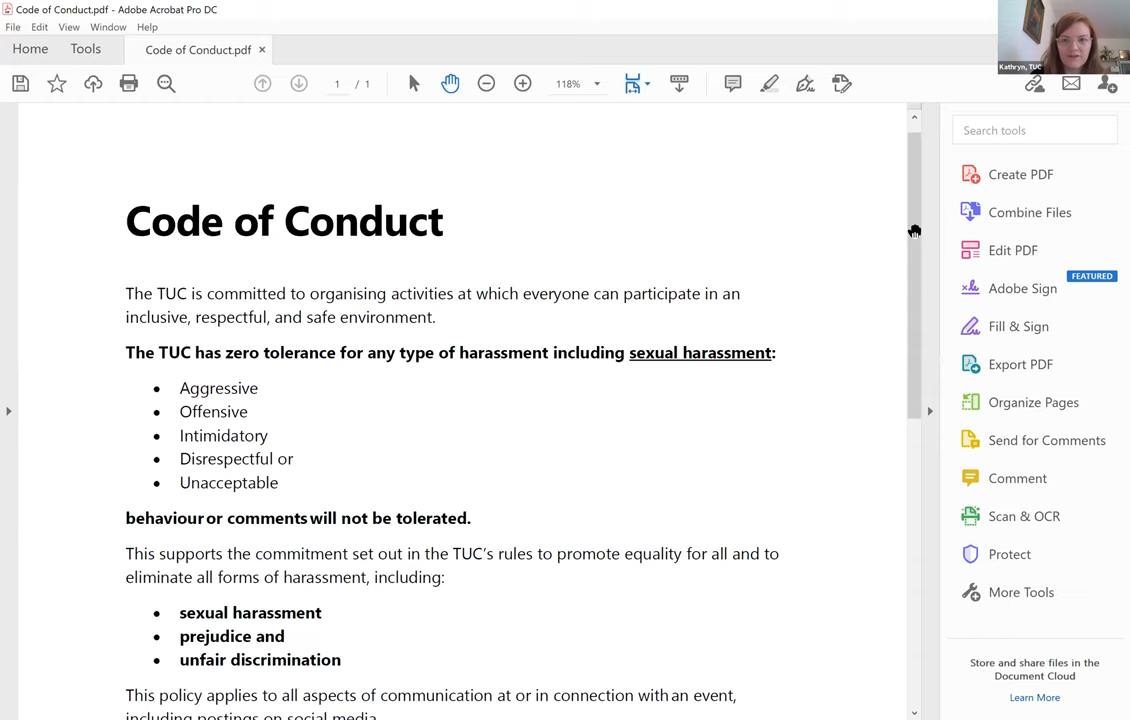 Code of Conduct.pdf - Adobe Acrobat Pro DC
File Edit View Window Help
Home Tools Code of Conduct.pdf ×
1 / 1 118%
Kathryn, TUC
Code of Conduct
The TUC is committed to organising activities at which everyone can participate in an
inclusive, respectful, and safe environment.
The TUC has zero tolerance for any type of harassment including sexual harassment:
• Aggressive
• Offensive
• Intimidatory
• Disrespectful or
• Unacceptable
behaviour or comments will not be tolerated.
This supports the commitment set out in the TUC’s rules to promote equality for all and to
eliminate all forms of harassment, including:
• sexual harassment
• prejudice and
• unfair discrimination
This policy applies to all aspects of communication at or in connection with an event,
including postings on social media
Search tools
Create PDF
Combine Files
Edit PDF
FEATURED
Adobe Sign
Fill & Sign
Export PDF
Organize Pages
Send for Comments
Comment
Scan & OCR
Protect
More Tools
Store and share files in the
Document Cloud
Learn More